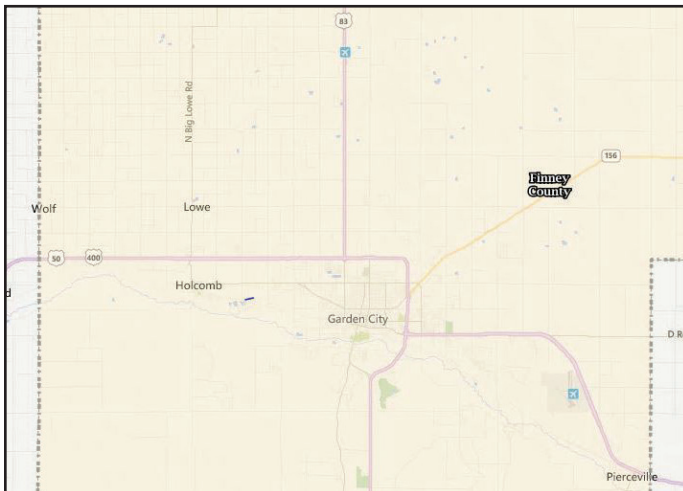 83
N Big Lowe Rd
156
Finney
County
Wolf
Lowe
50
400
Holcomb
d
Garden City
D R
Pierceville